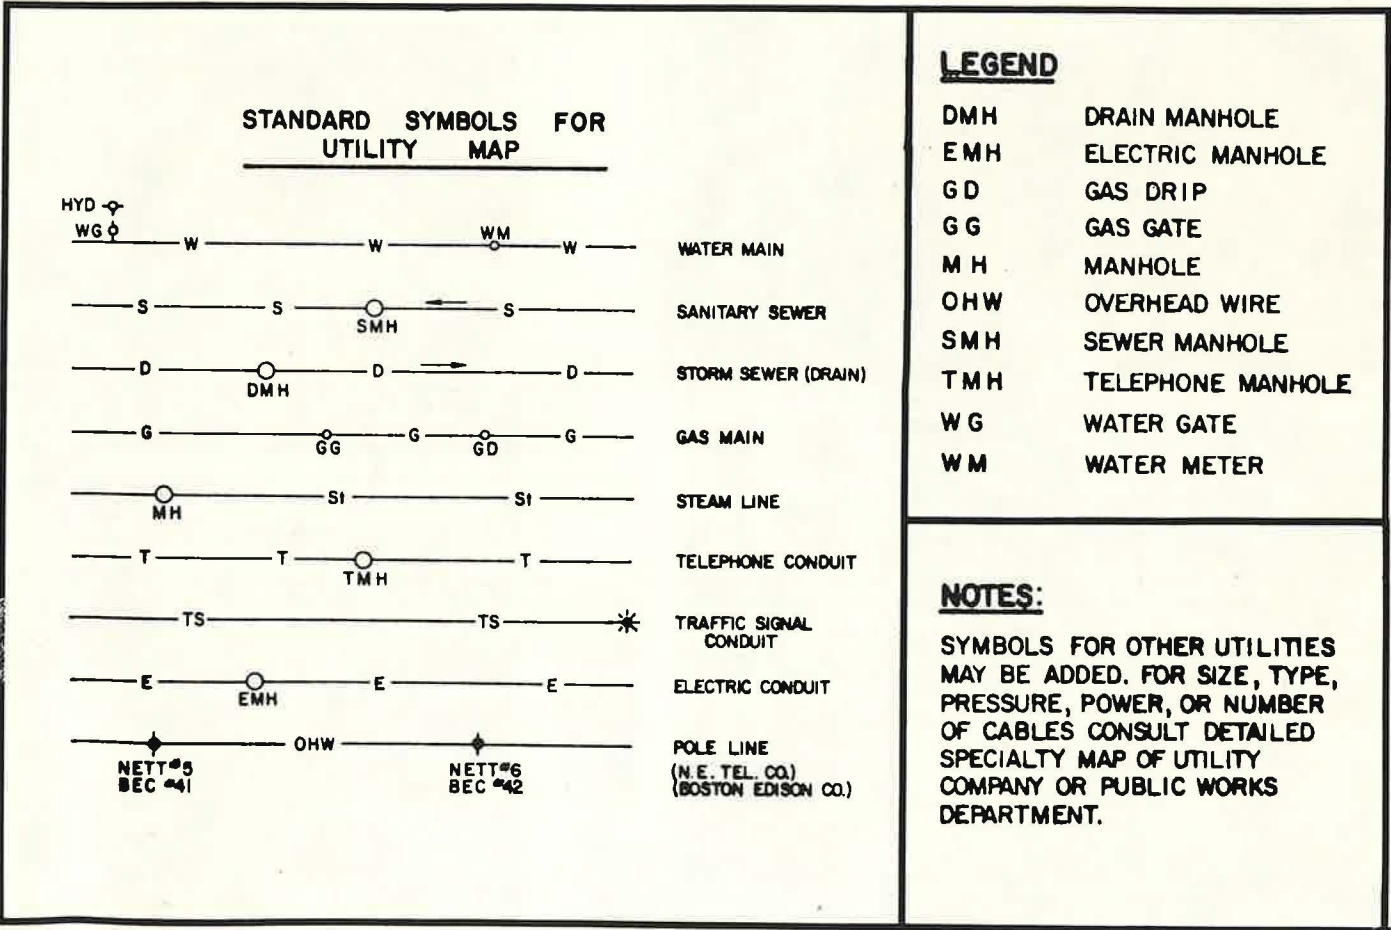 STANDARD SYMBOLS FOR
UTILITY MAP
HYD
WG
W W WM W WATER MAIN
S S SMH S SANITARY SEWER
D DMH D D STORM SEWER (DRAIN)
G GG G GD G GAS MAIN
MH St St STEAM LINE
T T TMH T TELEPHONE CONDUIT
TS TS TRAFFIC SIGNAL
CONDUIT
E EMH E E ELECTRIC CONDUIT
OHW POLE LINE
NETT#5 NETT#6 (N.E. TEL. CO.)
BEC #41 BEC #42 (BOSTON EDISON CO.)
LEGEND
DMH DRAIN MANHOLE
EMH ELECTRIC MANHOLE
GD GAS DRIP
GG GAS GATE
MH MANHOLE
OHW OVERHEAD WIRE
SMH SEWER MANHOLE
TMH TELEPHONE MANHOLE
WG WATER GATE
WM WATER METER
NOTES:
SYMBOLS FOR OTHER UTILITIES
MAY BE ADDED. FOR SIZE, TYPE,
PRESSURE, POWER, OR NUMBER
OF CABLES CONSULT DETAILED
SPECIALTY MAP OF UTILITY
COMPANY OR PUBLIC WORKS
DEPARTMENT.